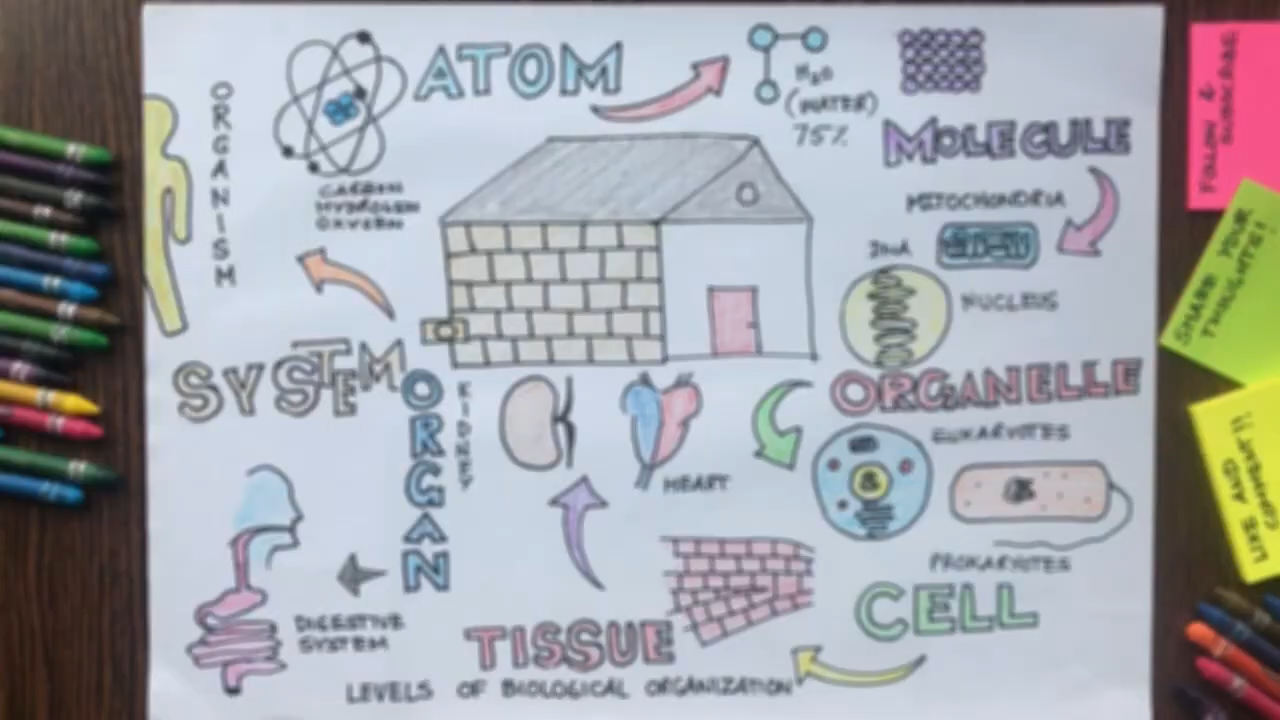 ATOM
H2O
(WATER)
75%
MOLECULE
ORGANISM
CARBON
HYDROGEN
OXYGEN
MITOCHONDRIA
DNA
NUCLEUS
ORGANELLE
SYSTEM
ORGAN
KIDNEY
HEART
EUKARYOTES
PROKARYOTES
CELL
DIGESTIVE
SYSTEM
TISSUE
LEVELS OF BIOLOGICAL ORGANIZATION
FOLLOW &
SUBSCRIBE
SHARE YOUR
THOUGHTS!
LIKE AND
COMMENT!!